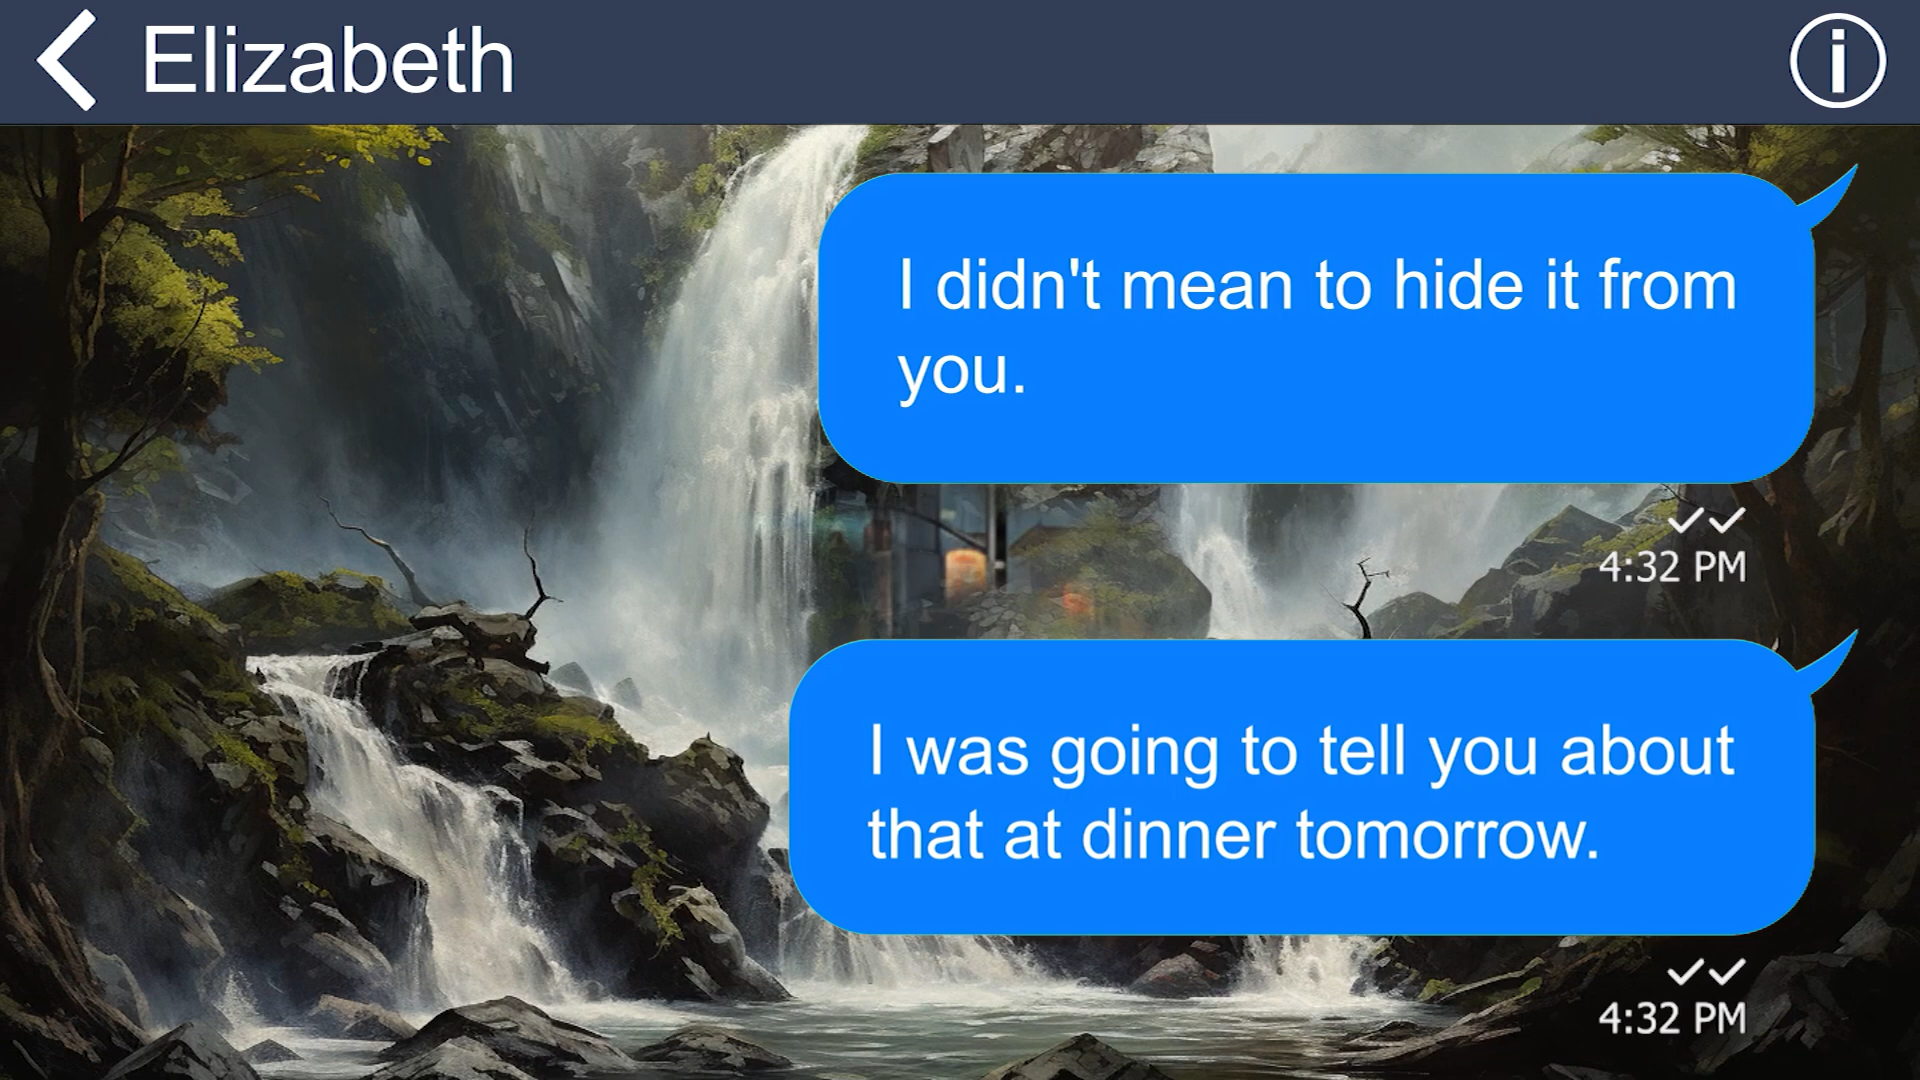 Elizabeth
I didn't mean to hide it from
you.
4:32 PM
I was going to tell you about
that at dinner tomorrow.
4:32 PM